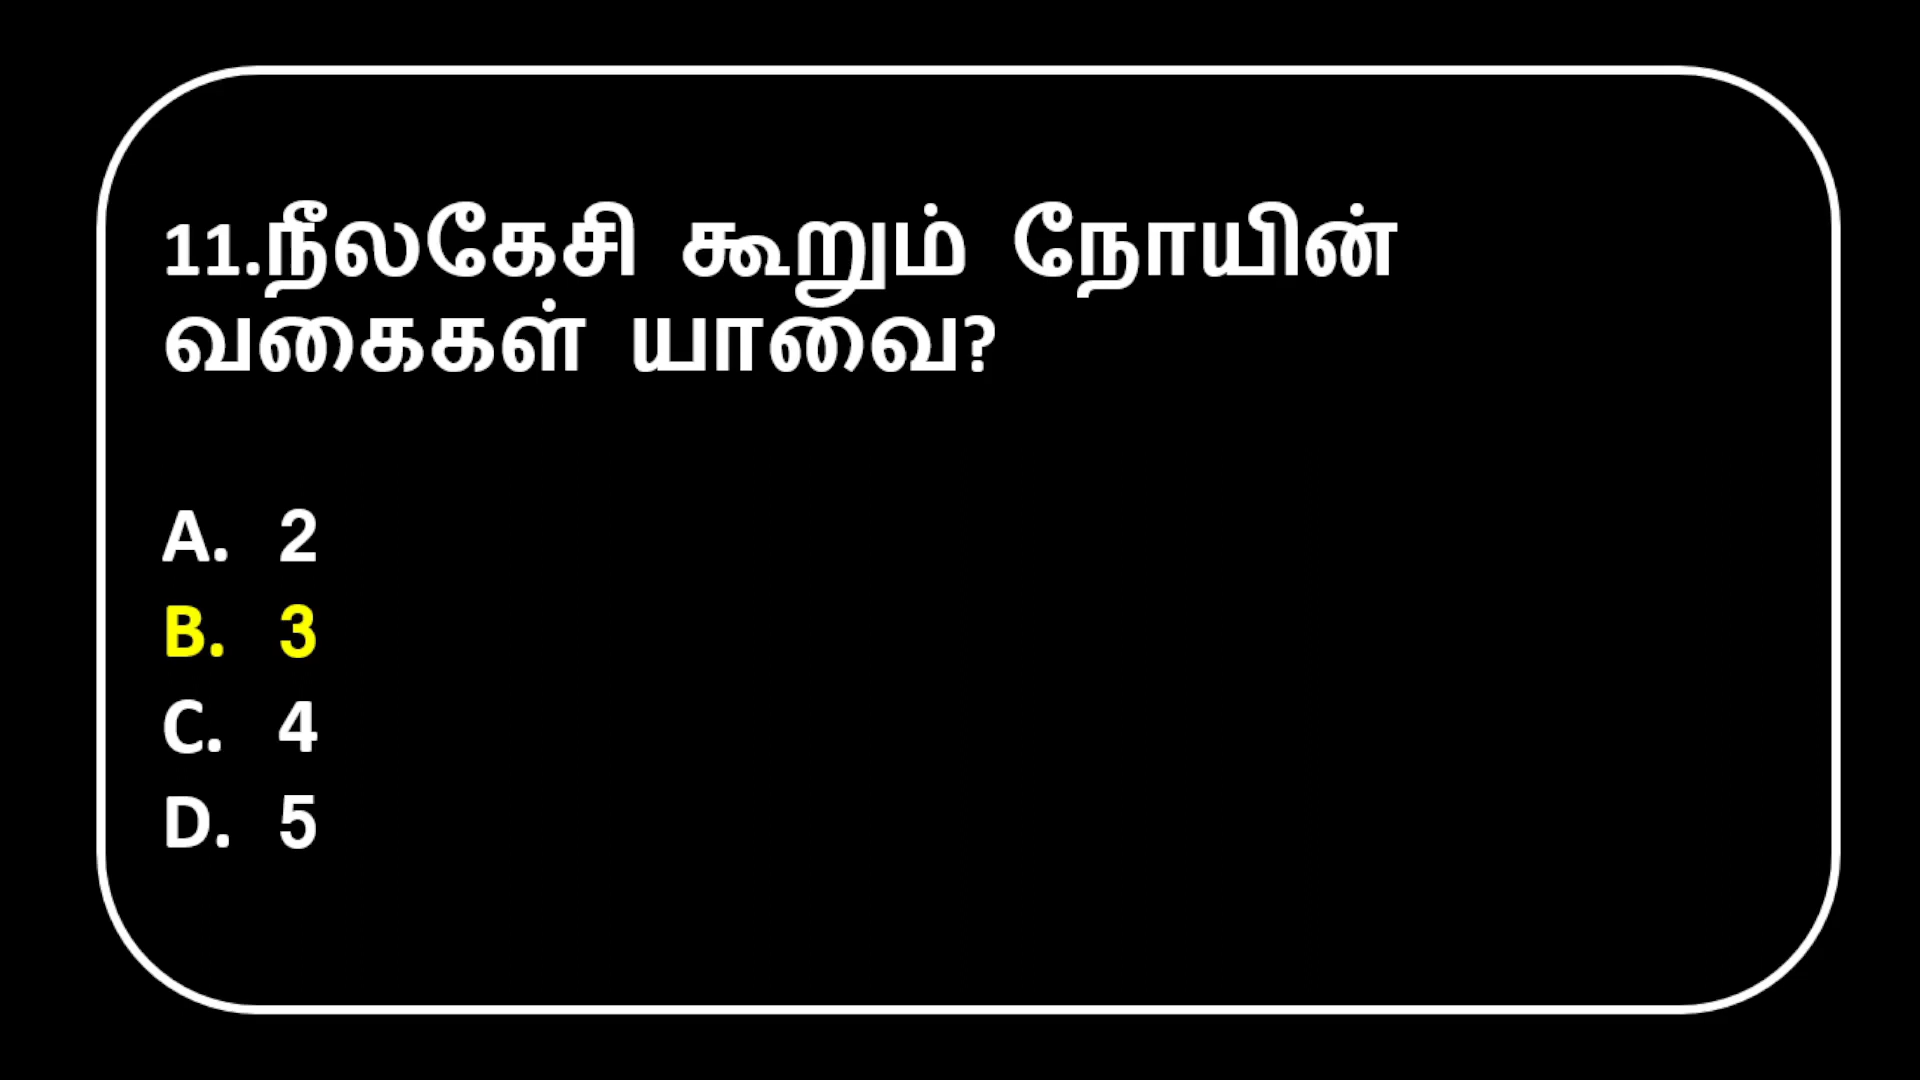 11.நீலகேசி கூறும் நோயின்
வகைகள் யாவை?
A. 2
B. 3
C. 4
D. 5